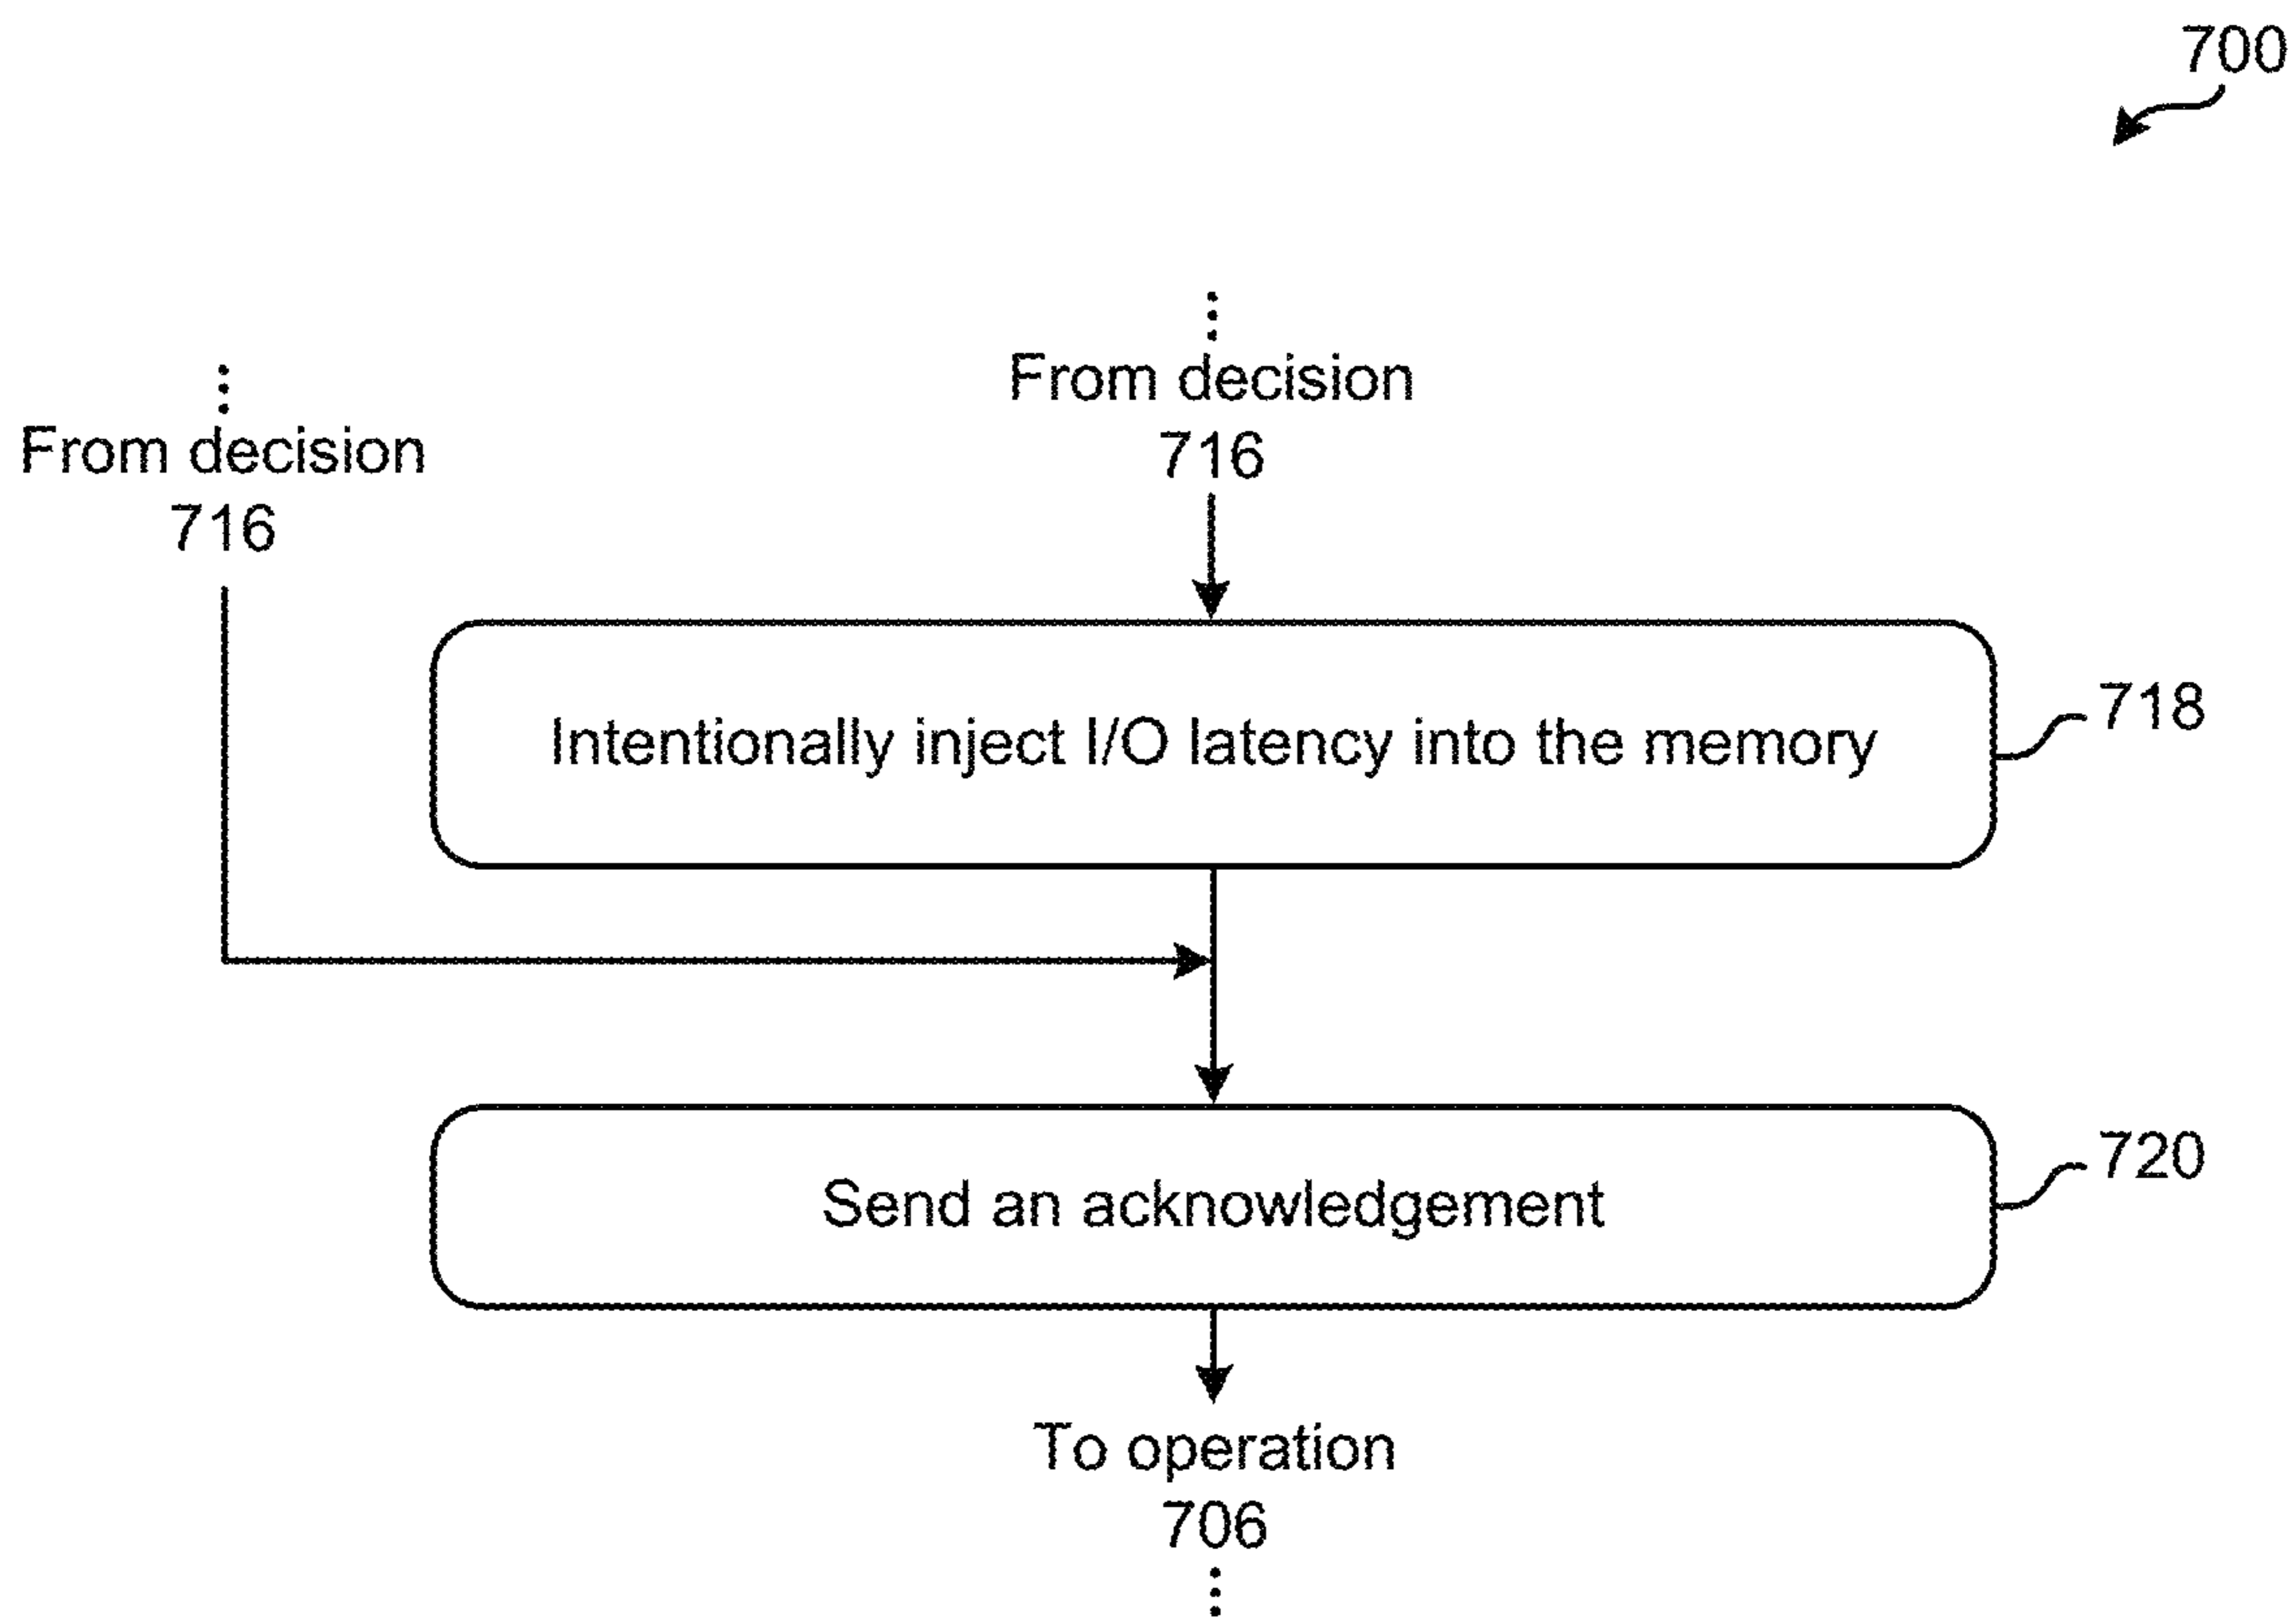 700
From decision
716
From decision
716
Intentionally inject I/O latency into the memory
718
Send an acknowledgement
720
To operation
706